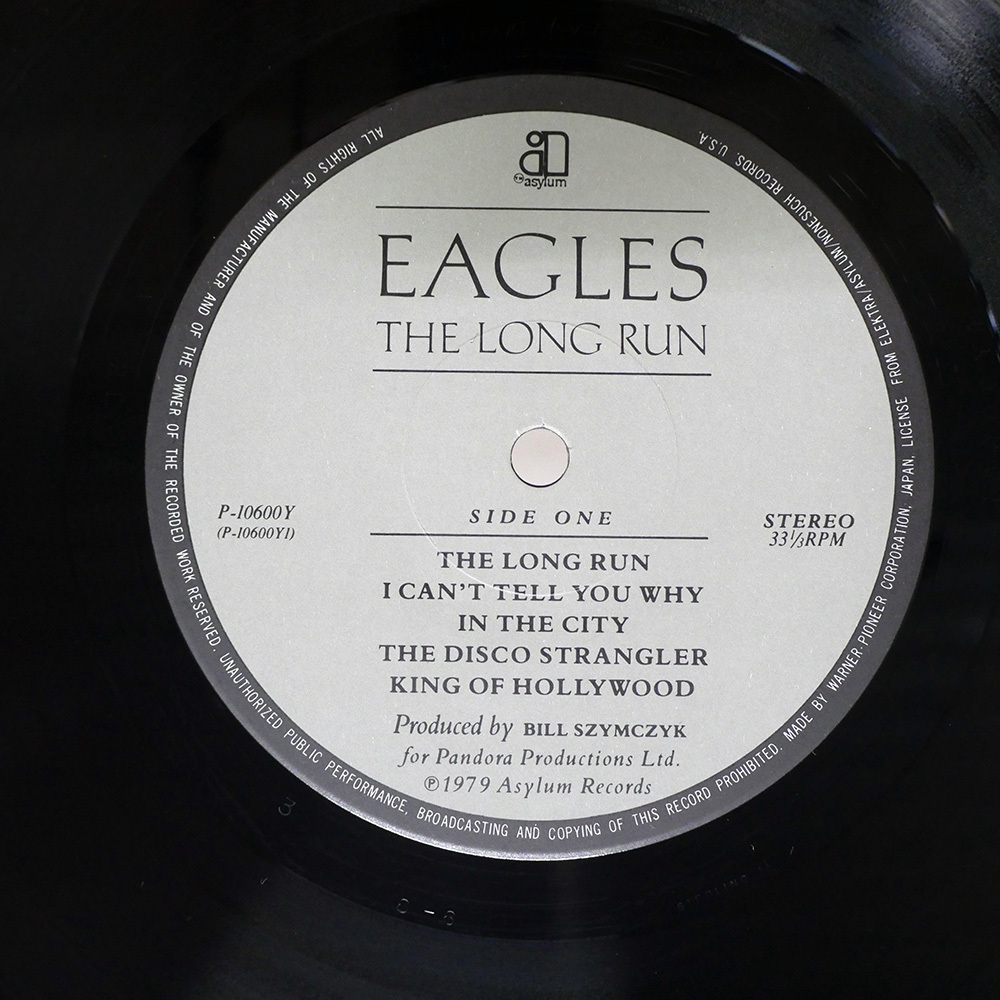 asylum
EAGLES
THE LONG RUN
SIDE ONE
P-10600Y
(P-10600Y1)
STEREO
33⅓RPM
THE LONG RUN
I CAN'T TELL YOU WHY
IN THE CITY
THE DISCO STRANGLER
KING OF HOLLYWOOD
Produced by BILL SZYMCZYK
for Pandora Productions Ltd.
℗1979 Asylum Records
ALL RIGHTS OF THE MANUFACTURER AND OF THE OWNER OF THE RECORDED WORK RESERVED. UNAUTHORIZED PUBLIC PERFORMANCE, BROADCASTING AND COPYING OF THIS RECORD PROHIBITED. MADE BY WARNER-PIONEER CORPORATION, JAPAN, LICENSE FROM ELEKTRA/ASYLUM/NONESUCH RECORDS, U.S.A.